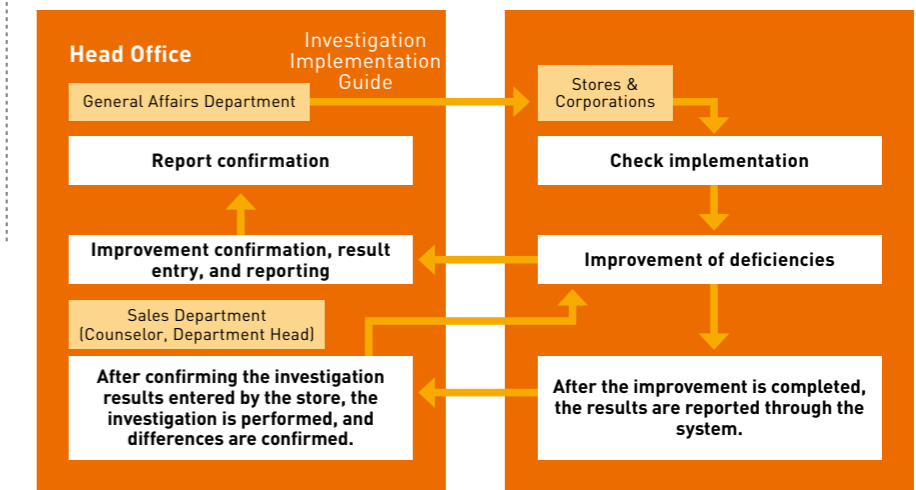 Head Office
Investigation
Implementation
Guide
General Affairs Department
Report confirmation
Improvement confirmation, result
entry, and reporting
Sales Department
(Counselor, Department Head)
After confirming the investigation
results entered by the store, the
investigation is performed, and
differences are confirmed.
Stores &
Corporations
Check implementation
Improvement of deficiencies
After the improvement is completed,
the results are reported through the
system.